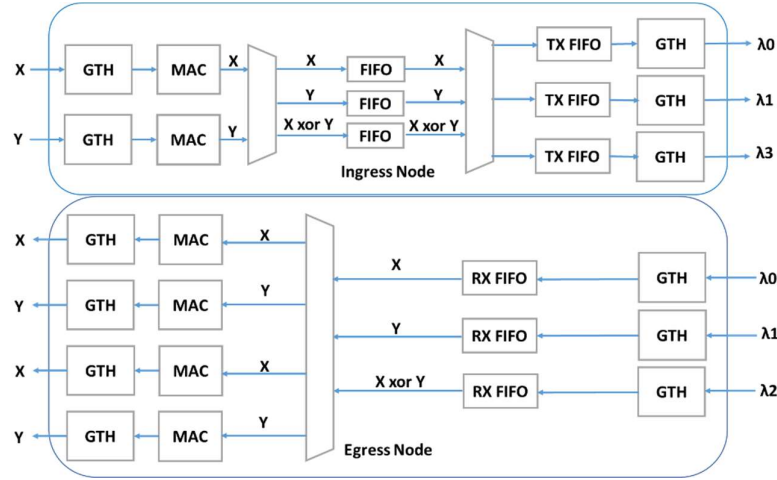 X GTH MAC X X FIFO X TX FIFO GTH λ0
Y GTH MAC Y Y FIFO Y TX FIFO GTH λ1
X xor Y FIFO X xor Y TX FIFO GTH λ3
Ingress Node
X GTH MAC X X RX FIFO GTH λ0
Y GTH MAC Y Y RX FIFO GTH λ1
X GTH MAC X X xor Y RX FIFO GTH λ2
Y GTH MAC Y
Egress Node